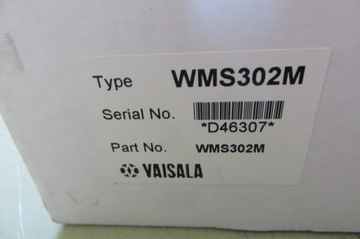 Type WMS302M
Serial No.
*D46307*
Part No. WMS302M
VAISALA